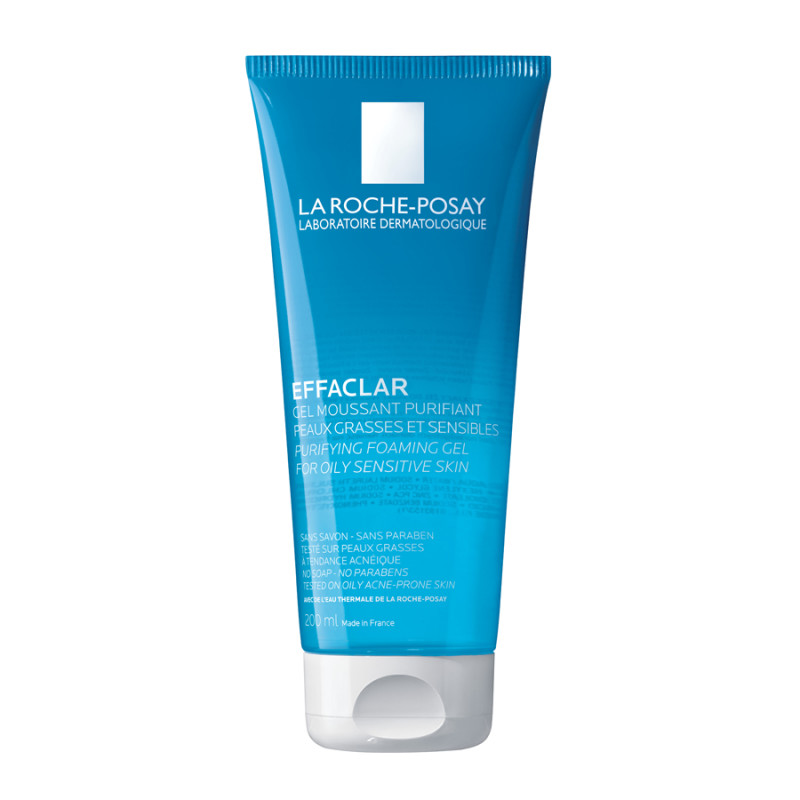 LA ROCHE-POSAY
LABORATOIRE DERMATOLOGIQUE
EFFACLAR
GEL MOUSSANT PURIFIANT
PEAUX GRASSES ET SENSIBLES
PURIFYING FOAMING GEL
FOR OILY SENSITIVE SKIN
SANS SAVON - SANS PARABEN
TESTÉ SUR PEAUX GRASSES
À TENDANCE ACNÉIQUE
NO SOAP - NO PARABENS
TESTED ON OILY ACNE-PRONE SKIN
AVEC DE L'EAU THERMALE DE LA ROCHE-POSAY
200 ml Made in France